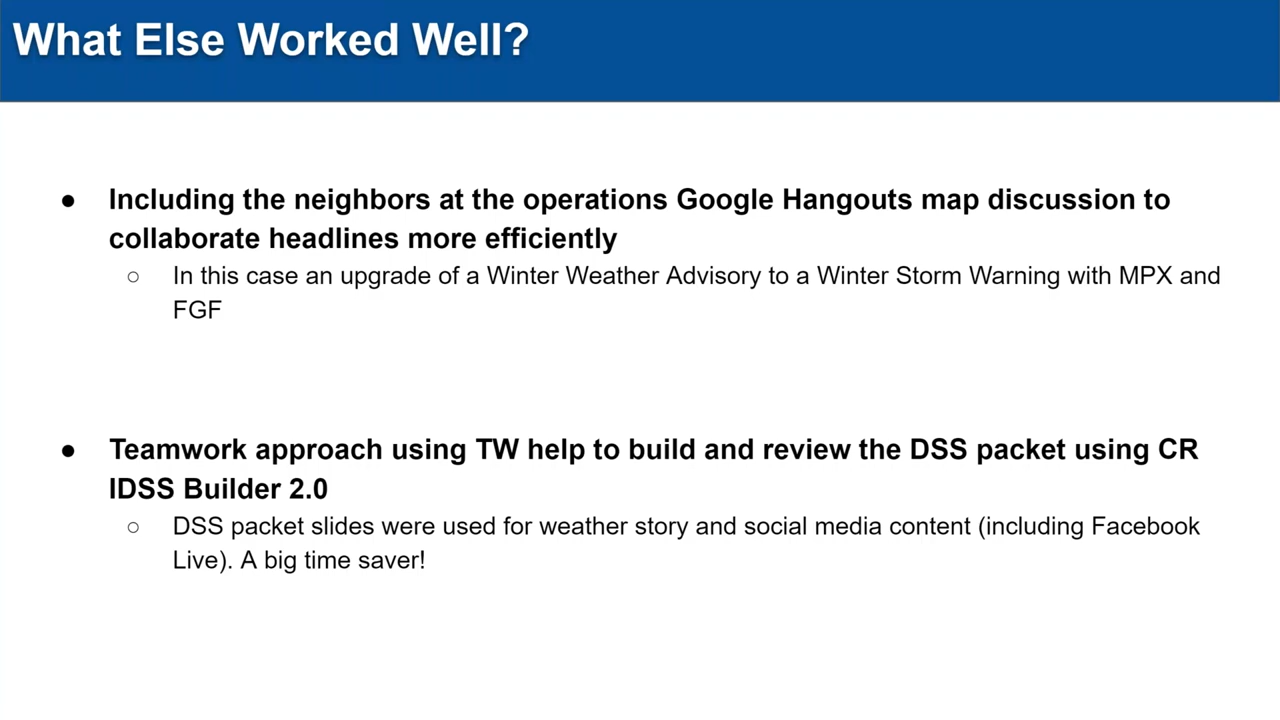 What Else Worked Well?
● Including the neighbors at the operations Google Hangouts map discussion to
collaborate headlines more efficiently
○ In this case an upgrade of a Winter Weather Advisory to a Winter Storm Warning with MPX and
FGF
● Teamwork approach using TW help to build and review the DSS packet using CR
IDSS Builder 2.0
○ DSS packet slides were used for weather story and social media content (including Facebook
Live). A big time saver!